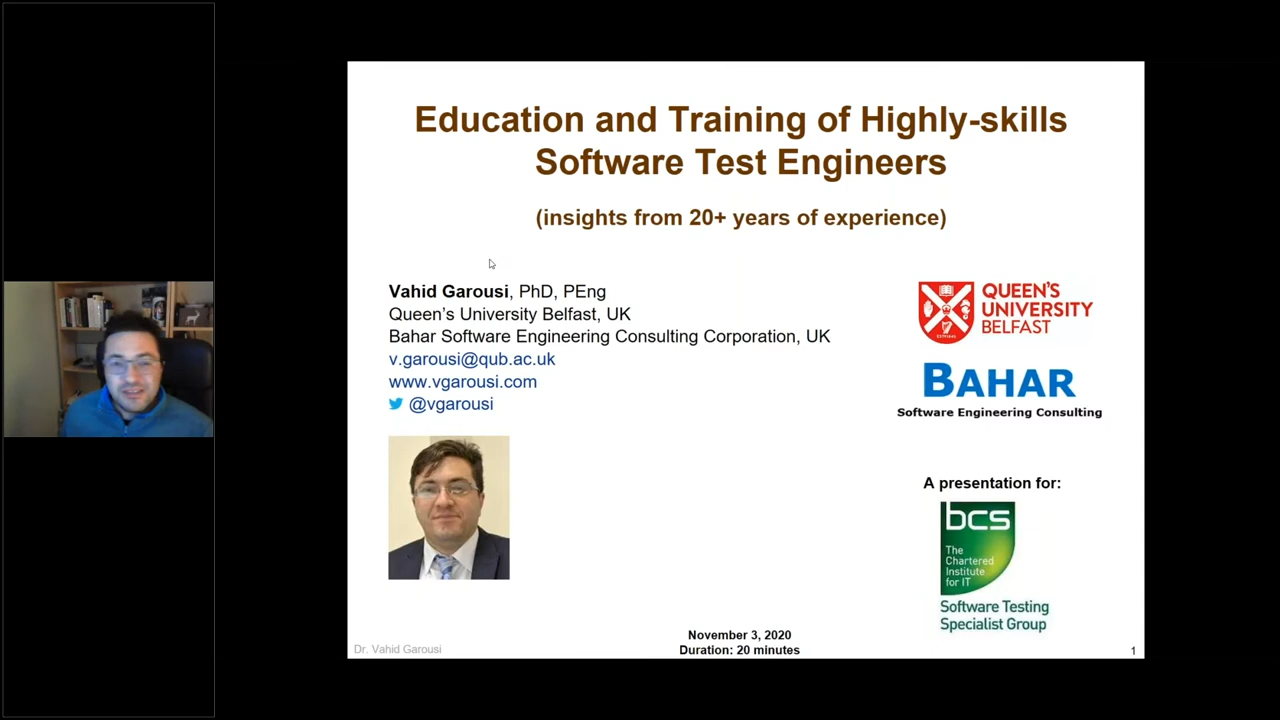 Education and Training of Highly-skills
Software Test Engineers
(insights from 20+ years of experience)
Vahid Garousi, PhD, PEng
Queen's University Belfast, UK
Bahar Software Engineering Consulting Corporation, UK
v.garousi@qub.ac.uk
www.vgarousi.com
@vgarousi
QUEEN'S
UNIVERSITY
BELFAST
BAHAR
Software Engineering Consulting
A presentation for:
bcs
The
Chartered
Institute
for IT
Software Testing
Specialist Group
November 3, 2020
Duration: 20 minutes
Dr. Vahid Garousi
1